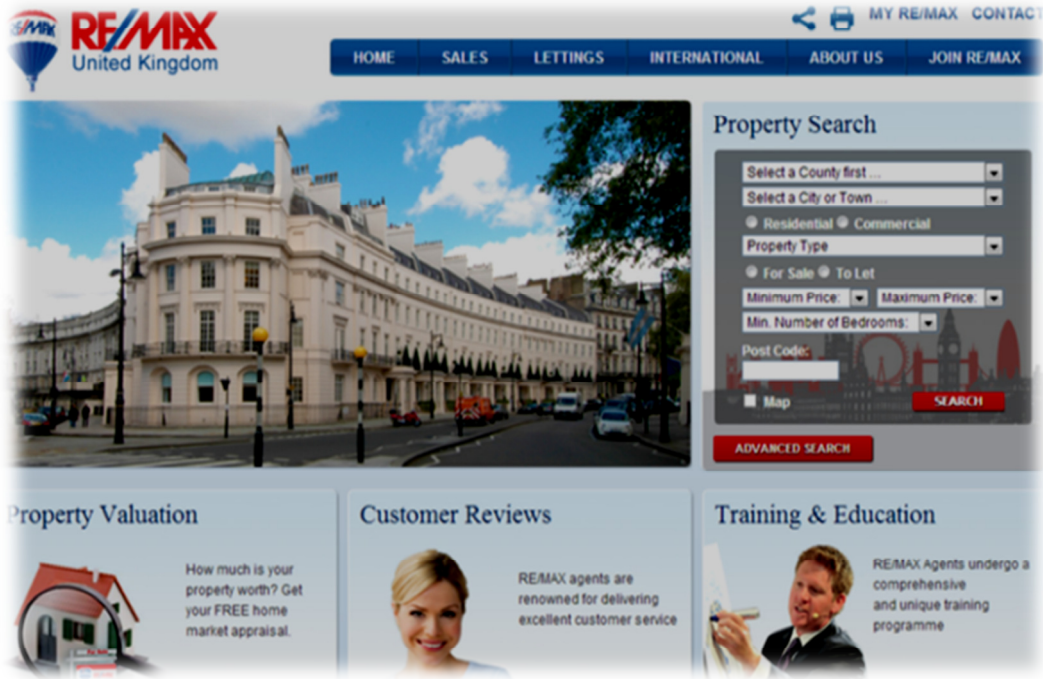 RE/MAX
RE/MAX
United Kingdom
MY RE/MAX CONTACT
HOME SALES LETTINGS INTERNATIONAL ABOUT US JOIN RE/MAX
Property Search
Select a County first ...
Select a City or Town ...
Residential Commercial
Property Type
For Sale To Let
Minimum Price: Maximum Price:
Min. Number of Bedrooms:
Post Code:
Map SEARCH
ADVANCED SEARCH
Property Valuation
How much is your
property worth? Get
your FREE home
market appraisal.
Customer Reviews
RE/MAX agents are
renowned for delivering
excellent customer service
Training & Education
RE/MAX Agents undergo a
comprehensive
and unique training
programme